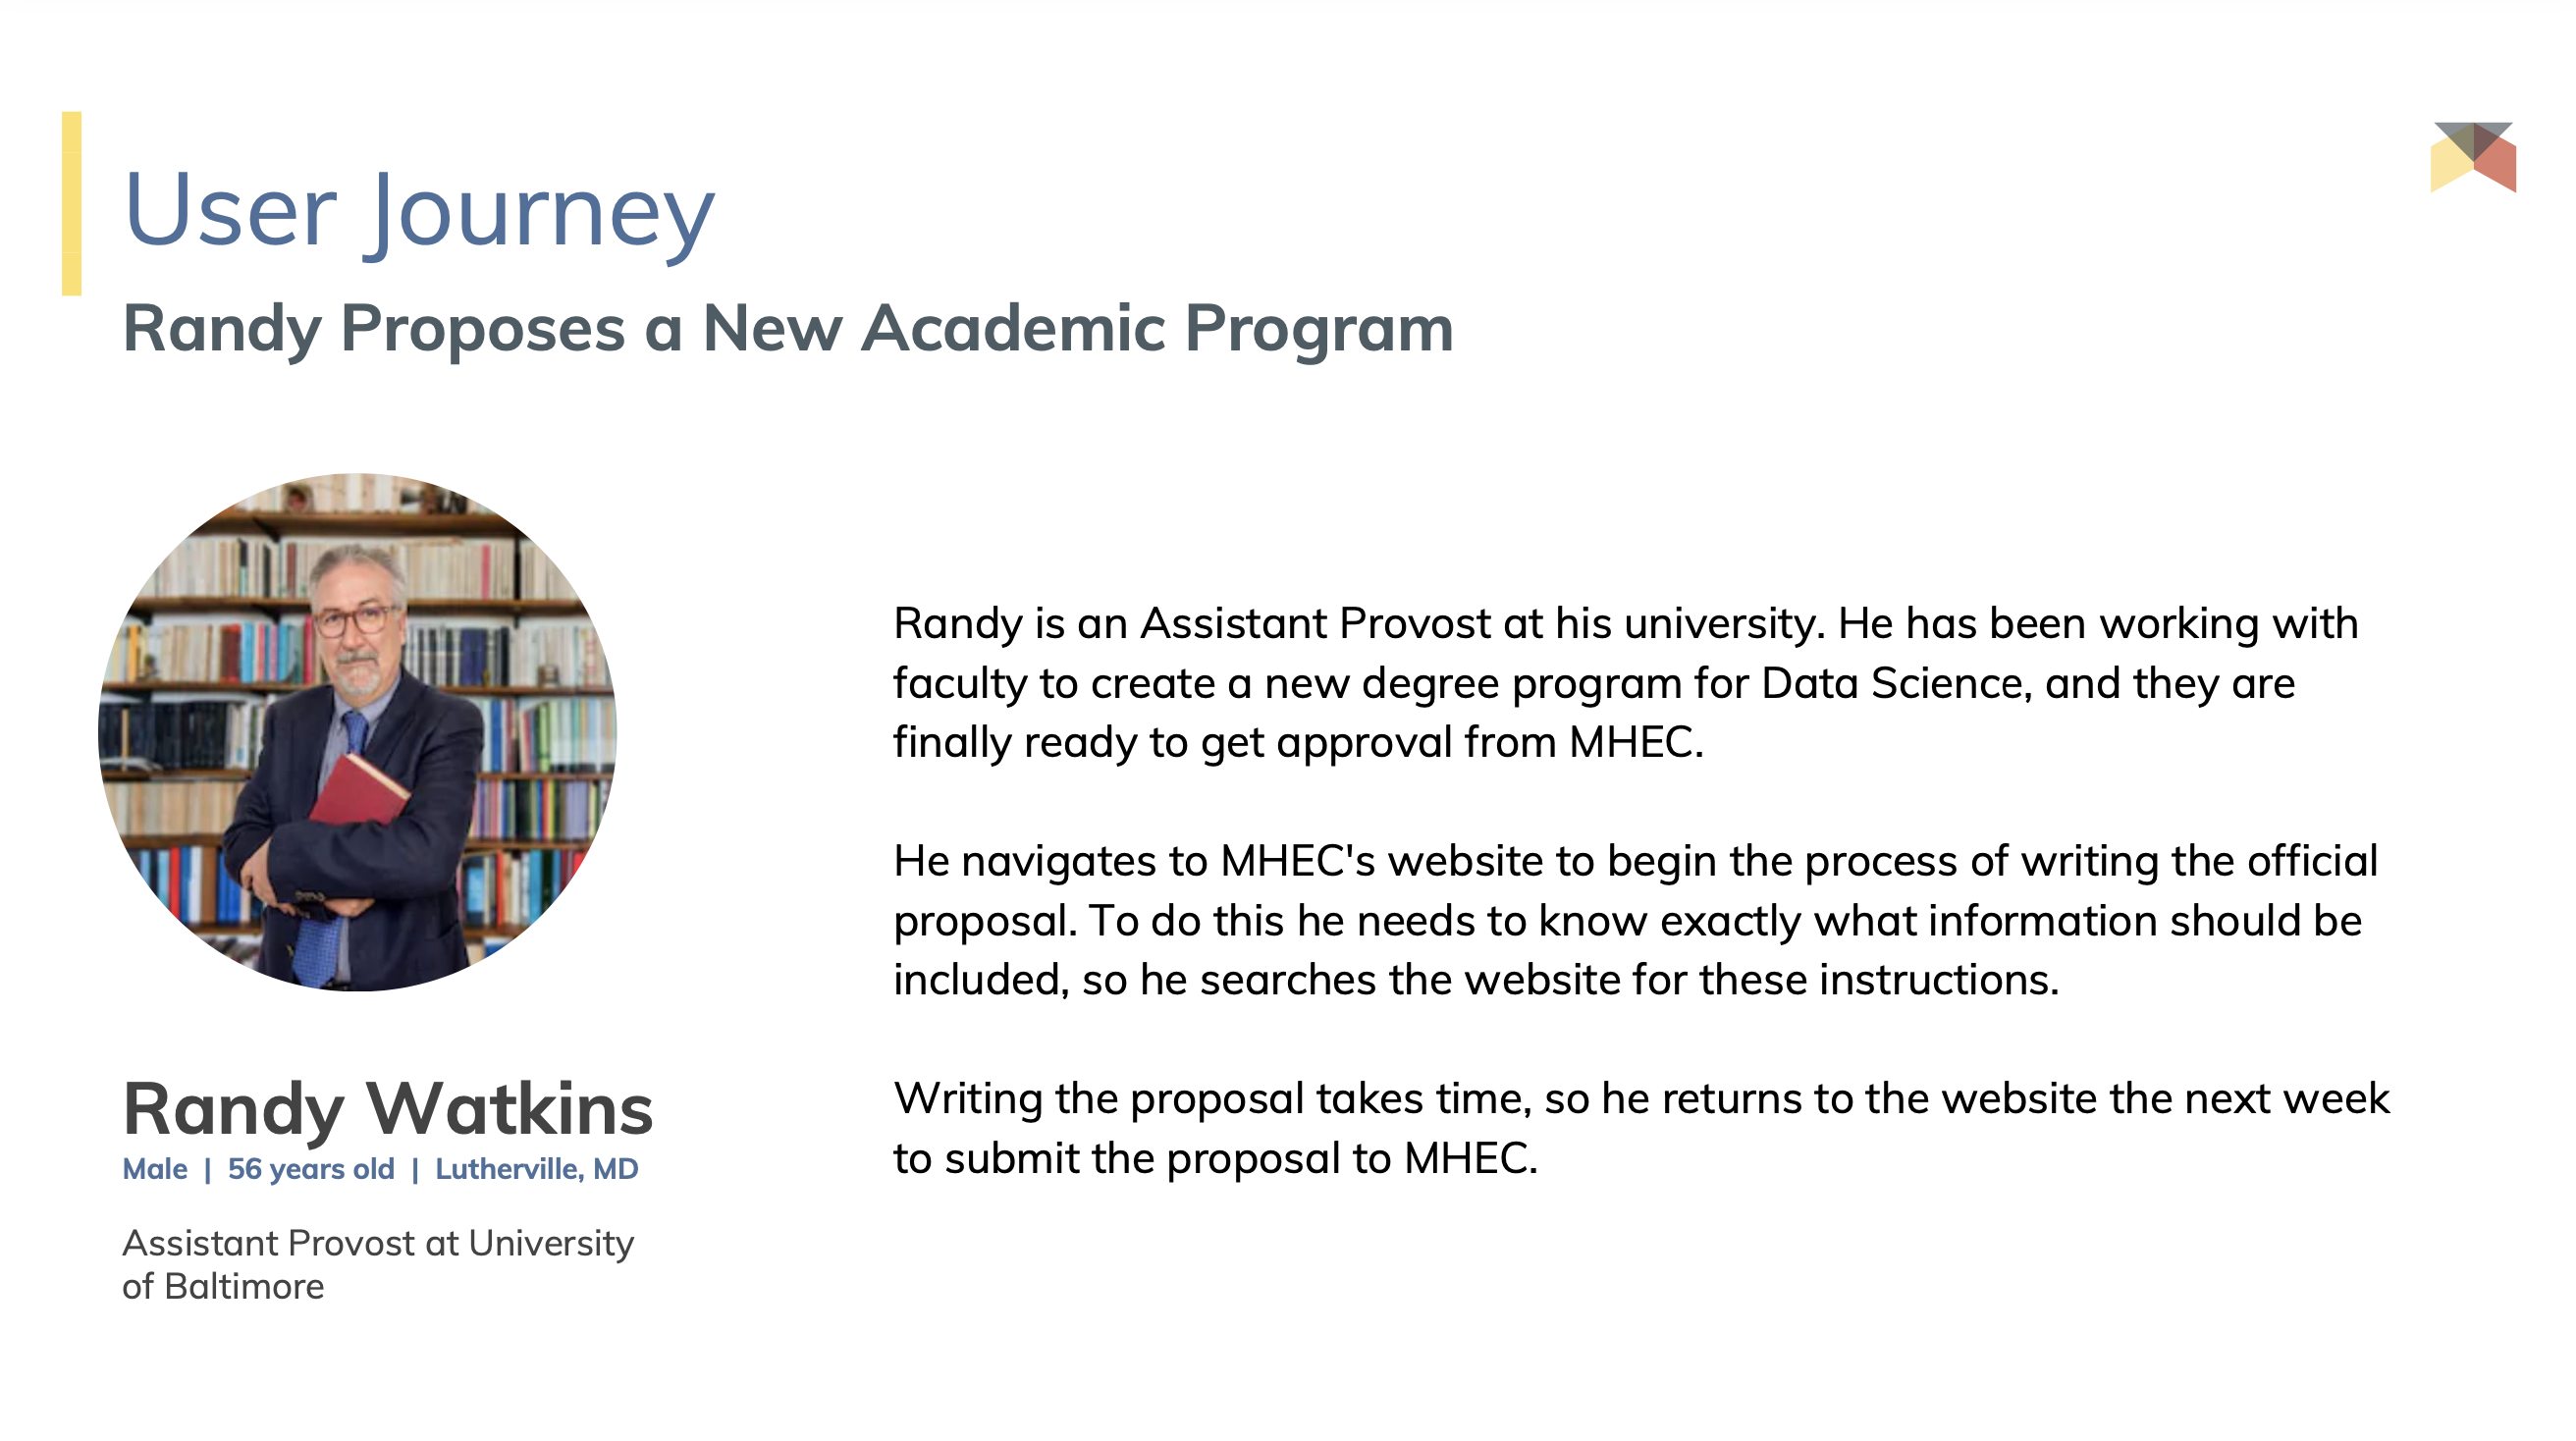 User Journey
Randy Proposes a New Academic Program
Randy Watkins
Male | 56 years old | Lutherville, MD
Assistant Provost at University
of Baltimore
Randy is an Assistant Provost at his university. He has been working with
faculty to create a new degree program for Data Science, and they are
finally ready to get approval from MHEC.
He navigates to MHEC's website to begin the process of writing the official
proposal. To do this he needs to know exactly what information should be
included, so he searches the website for these instructions.
Writing the proposal takes time, so he returns to the website the next week
to submit the proposal to MHEC.